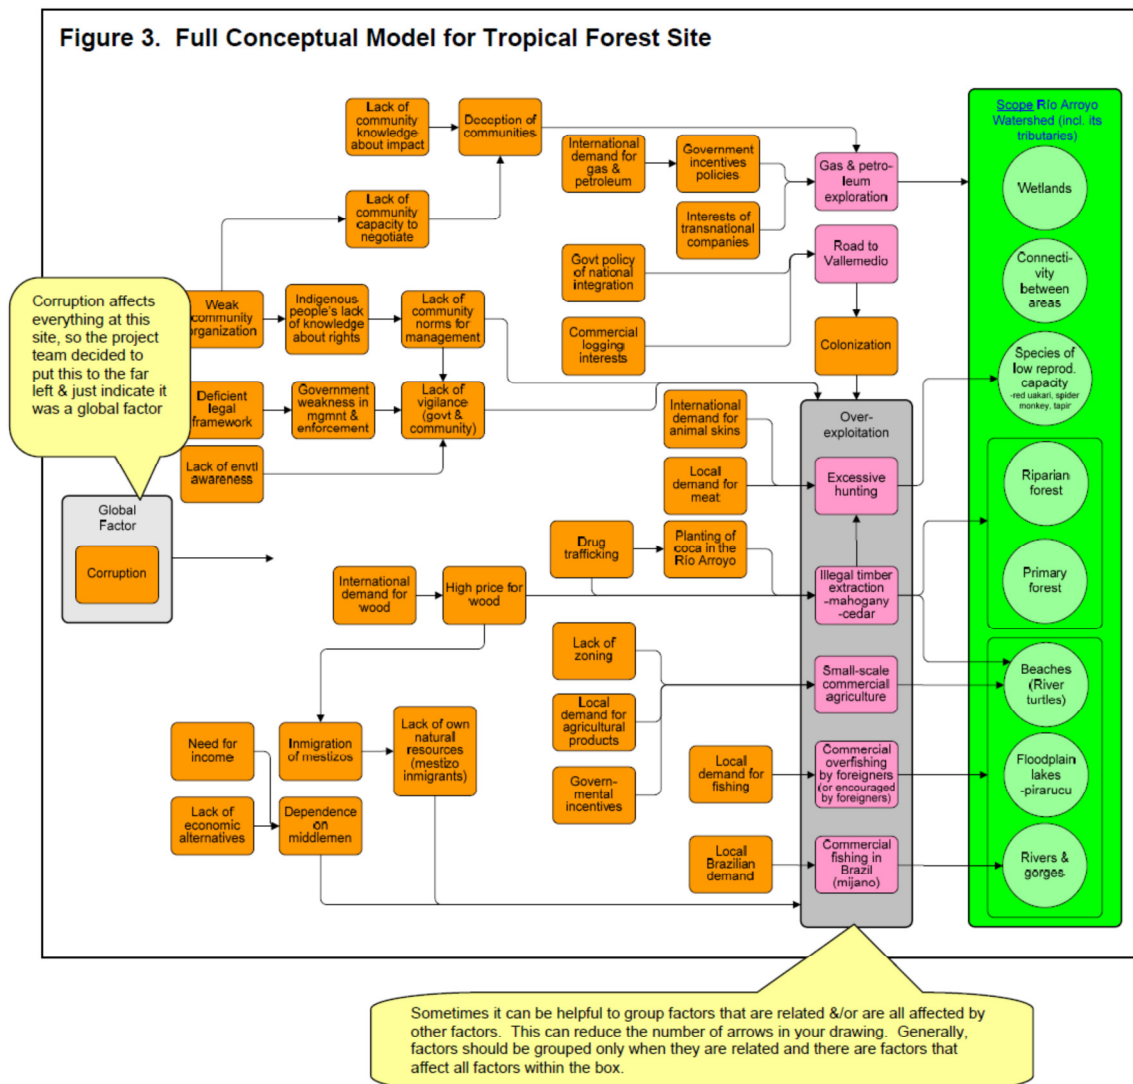 Figure 3. Full Conceptual Model for Tropical Forest Site
Lack of
community
knowledge
about impact
Deception of
communities
International
demand for
gas &
petroleum
Government
incentives
policies
Gas & petro-
leum
exploration
Scope Río Arroyo
Watershed (incl. its
tributaries)
Wetlands
Lack of
community
capacity to
negotiate
Interests of
transnational
companies
Road to
Vallemedio
Govt policy
of national
integration
Connecti-
vity
between
areas
Corruption affects
everything at this
site, so the project
team decided to
put this to the far
left & just indicate it
was a global factor
Weak
community
organization
Indigenous
people's lack
of knowledge
about rights
Lack of
community
norms for
management
Commercial
logging
interests
Colonization
Species of
low reprod.
capacity
-red uakari, spider
monkey, tapir
Deficient
legal
framework
Government
weakness in
mgmnt &
enforcement
Lack of
vigilance
(govt &
community)
International
demand for
animal skins
Over-
exploitation
Lack of envtl
awareness
Local
demand for
meat
Excessive
hunting
Riparian
forest
Global
Factor
Corruption
Drug
trafficking
Planting of
coca in the
Río Arroyo
International
demand for
wood
High price for
wood
Illegal timber
extraction
-mahogany
-cedar
Primary
forest
Lack of
zoning
Small-scale
commercial
agriculture
Beaches
(River
turtles)
Need for
income
Inmigration
of mestizos
Lack of own
natural
resources
(mestizo
inmigrants)
Local
demand for
agricultural
products
Local
demand for
fishing
Commercial
overfishing
by foreigners
(or encouraged
by foreigners)
Floodplain
lakes
-pirarucu
Lack of
economic
alternatives
Dependence
on
middlemen
Govern-
mental
incentives
Local
Brazilian
demand
Commercial
fishing in
Brazil
(mijano)
Rivers &
gorges
Sometimes it can be helpful to group factors that are related &/or are all affected by
other factors. This can reduce the number of arrows in your drawing. Generally,
factors should be grouped only when they are related and there are factors that
affect all factors within the box.